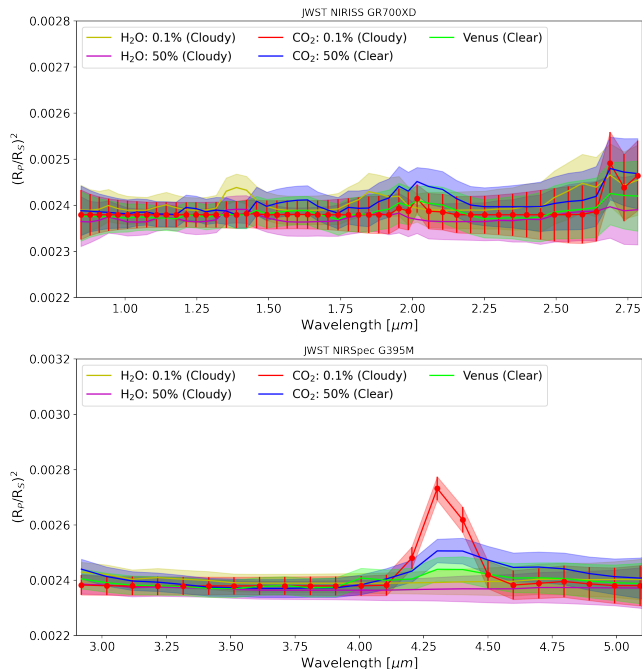 JWST NIRISS GR700XD
0.0028
0.0027
0.0026
0.0025
0.0024
0.0023
0.0022
(R_P/R_S)^2
H₂O: 0.1% (Cloudy)
H₂O: 50% (Cloudy)
CO₂: 0.1% (Cloudy)
CO₂: 50% (Clear)
Venus (Clear)
1.00 1.25 1.50 1.75 2.00 2.25 2.50 2.75
Wavelength [μm]
JWST NIRSpec G395M
0.0032
0.0030
0.0028
0.0026
0.0024
0.0022
(R_P/R_S)^2
H₂O: 0.1% (Cloudy)
H₂O: 50% (Cloudy)
CO₂: 0.1% (Cloudy)
CO₂: 50% (Clear)
Venus (Clear)
3.00 3.25 3.50 3.75 4.00 4.25 4.50 4.75 5.00
Wavelength [μm]